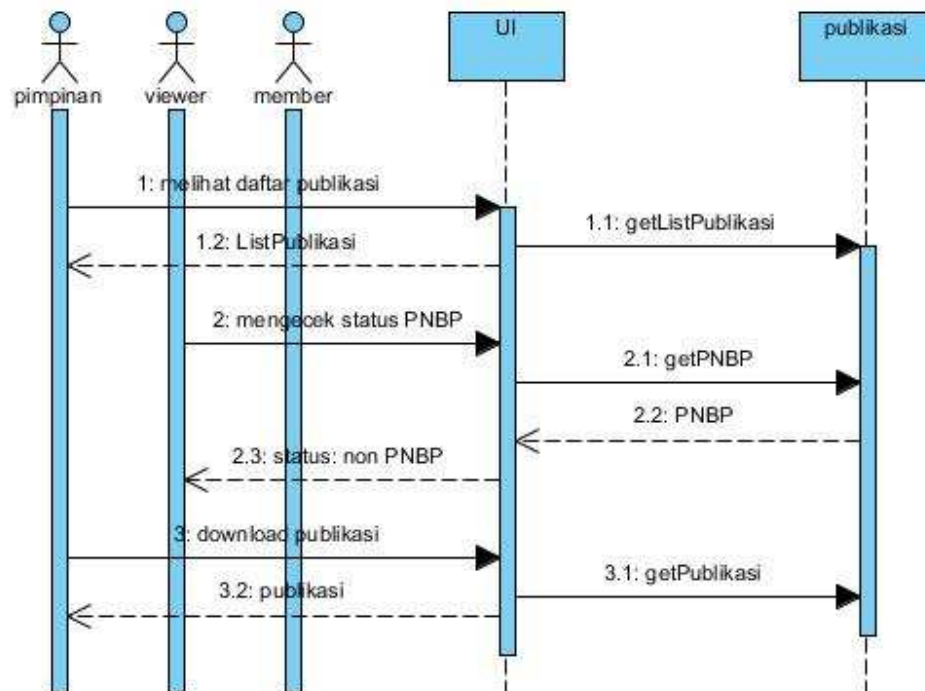 UI
publikasi
pimpinan
viewer
member
1: melihat daftar publikasi
1.1: getListPublikasi
1.2: ListPublikasi
2: mengecek status PNBP
2.1: getPNBP
2.2: PNBP
2.3: status: non PNBP
3: download publikasi
3.1: getPublikasi
3.2: publikasi